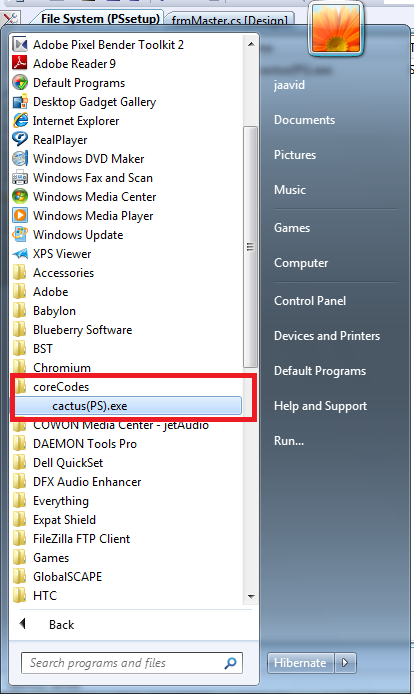 File System (PSsetup)
frmMaster.cs [Design]
Adobe Pixel Bender Toolkit 2
Adobe Reader 9
Default Programs
Desktop Gadget Gallery
Internet Explorer
RealPlayer
Windows DVD Maker
Windows Fax and Scan
Windows Media Center
Windows Media Player
Windows Update
XPS Viewer
Accessories
Adobe
Babylon
Blueberry Software
BST
Chromium
coreCodes
cactus(PS).exe
COWON Media Center - jetAudio
DAEMON Tools Pro
Dell QuickSet
DFX Audio Enhancer
Everything
Expat Shield
FileZilla FTP Client
Games
GlobalSCAPE
HTC
Back
Search programs and files
jaavid
Documents
Pictures
Music
Games
Computer
Control Panel
Devices and Printers
Default Programs
Help and Support
Run...
Hibernate